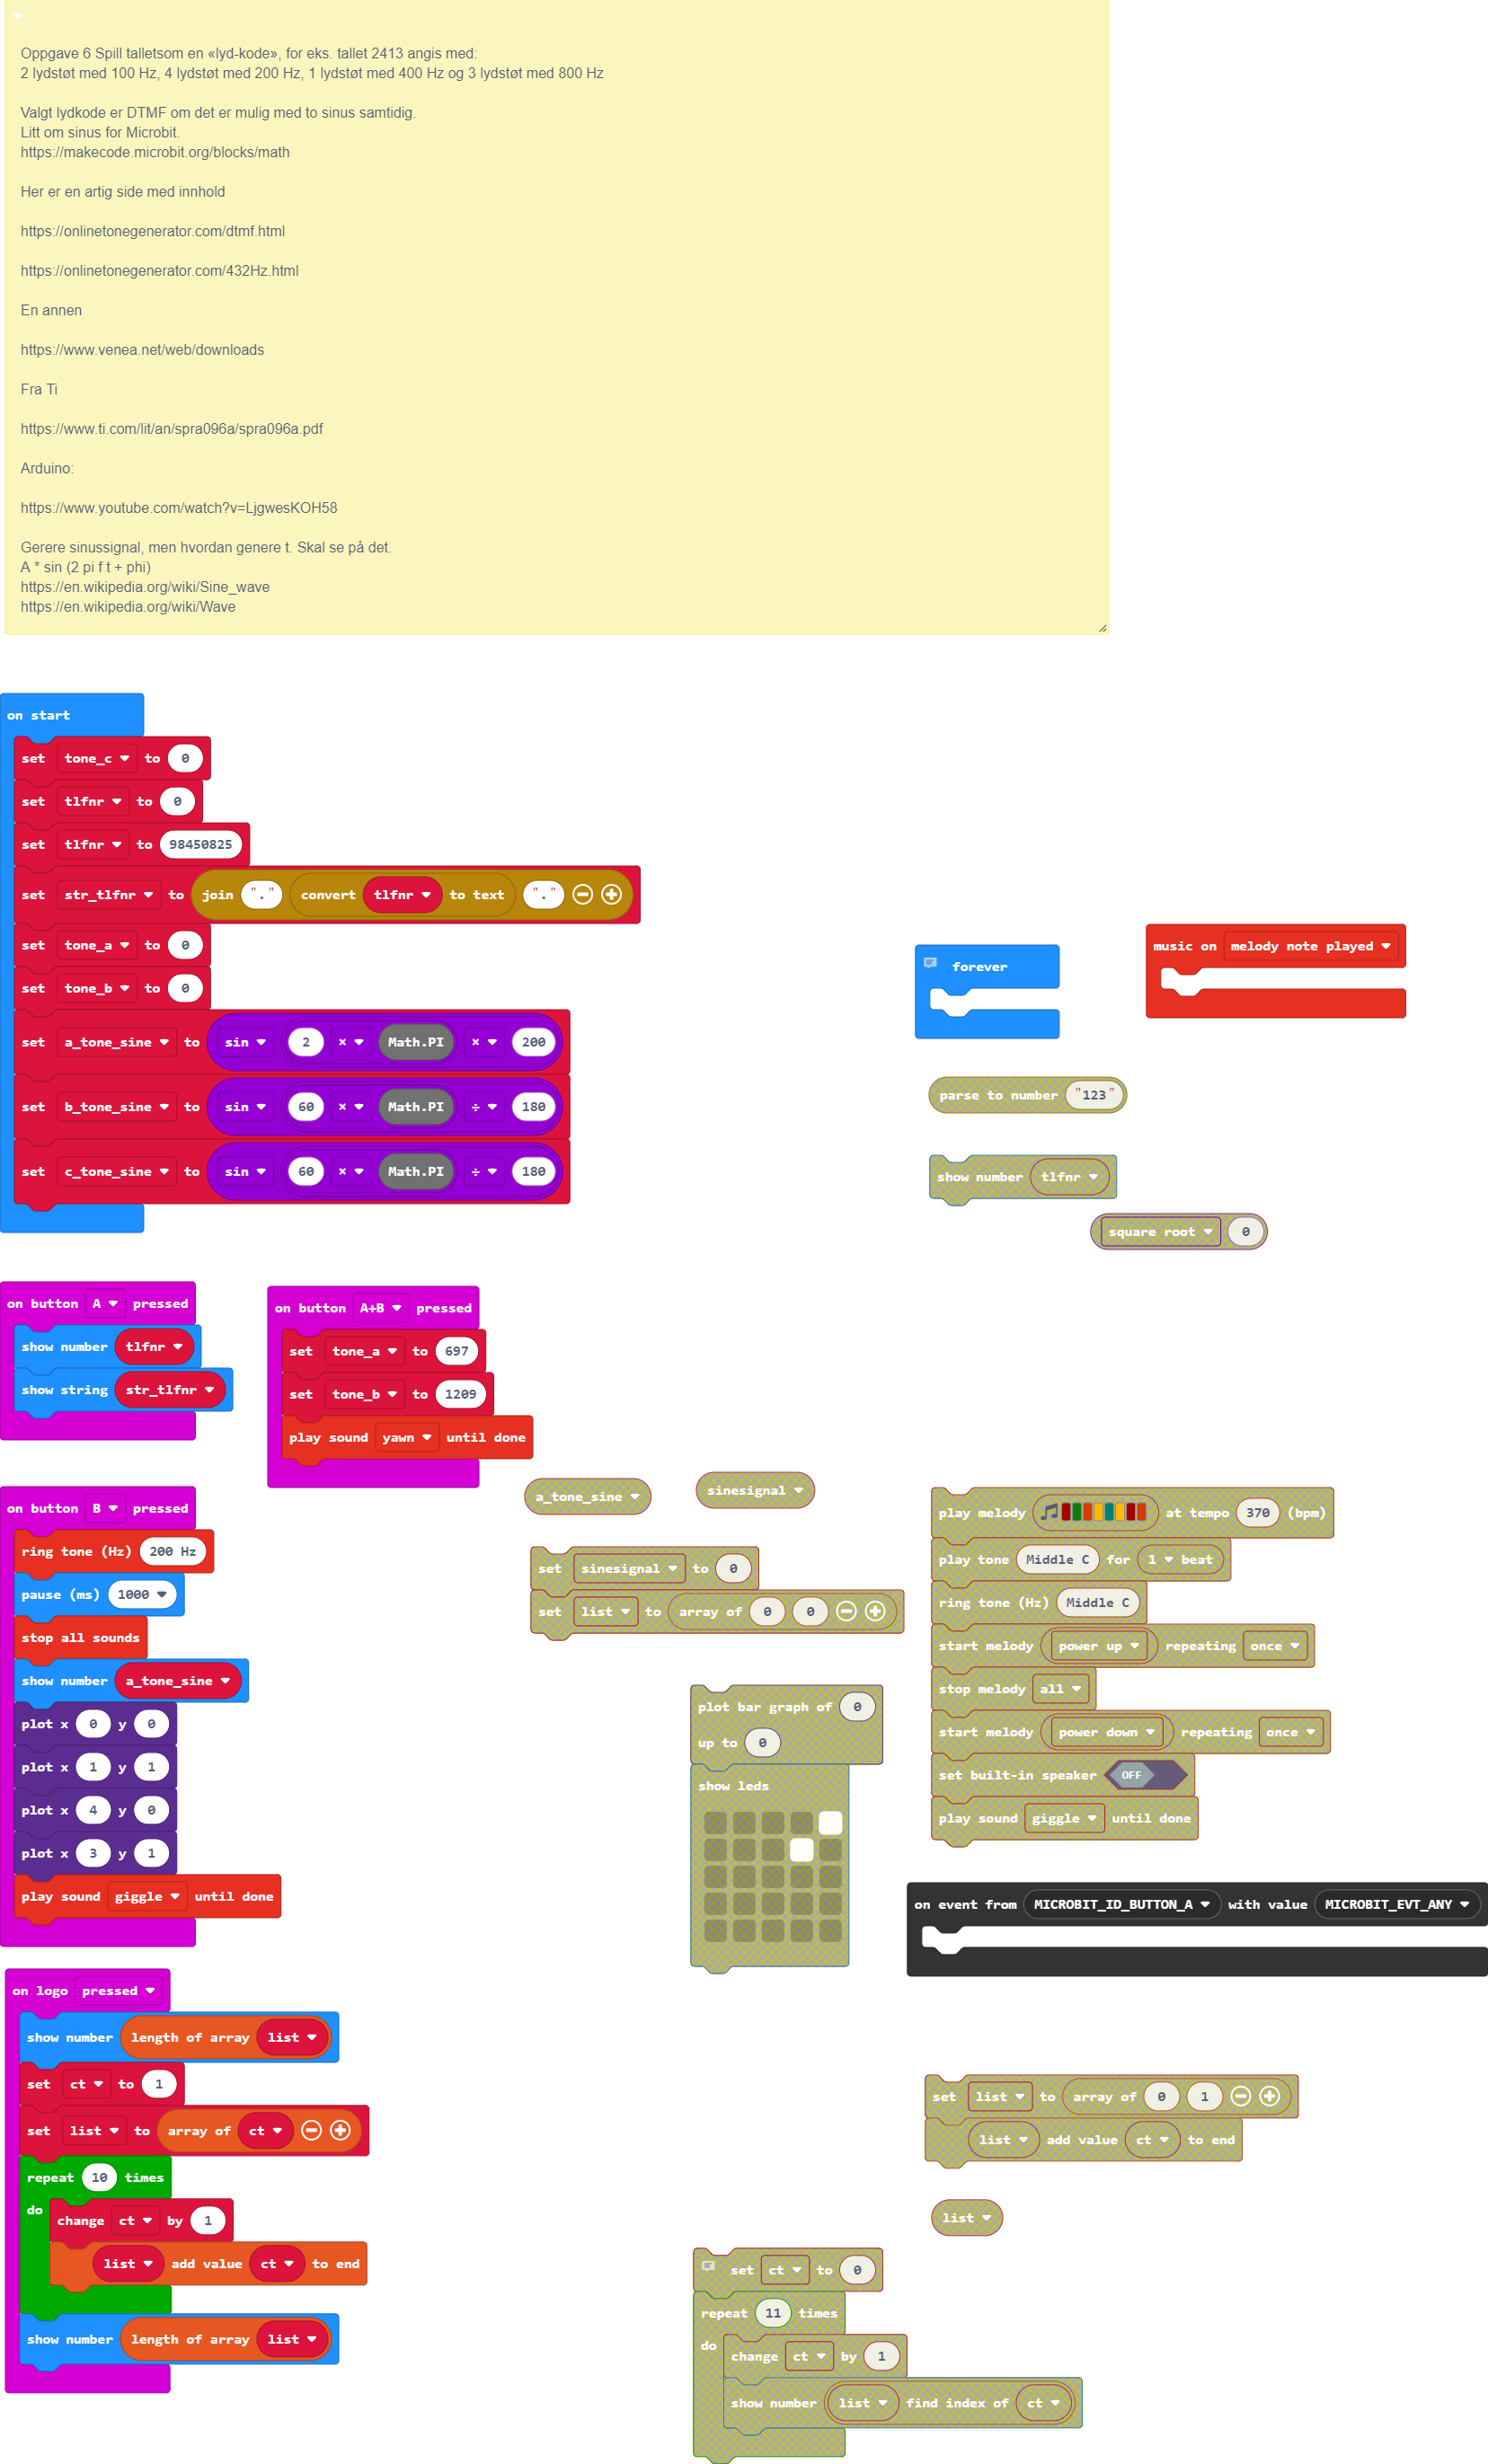 Oppgave 6 Spill talletsom en «lyd-kode», for eks. tallet 2413 angis med:
2 lydstøt med 100 Hz, 4 lydstøt med 200 Hz, 1 lydstøt med 400 Hz og 3 lydstøt med 800 Hz
Valgt lydkode er DTMF om det er mulig med to sinus samtidig.
Litt om sinus for Microbit.
https://makecode.microbit.org/blocks/math
Her er en artig side med innhold
https://onlinetonegenerator.com/dtmf.html
https://onlinetonegenerator.com/432Hz.html
En annen
https://www.venea.net/web/downloads
Fra Ti
https://www.ti.com/lit/an/spra096a/spra096a.pdf
Arduino:
https://www.youtube.com/watch?v=LjgwesKOH58
Gerere sinussignal, men hvordan genere t. Skal se på det.
A * sin (2 pi f t + phi)
https://en.wikipedia.org/wiki/Sine_wave
https://en.wikipedia.org/wiki/Wave
on start
set tone_c to 0
set tlfnr to 0
set tlfnr to 98450825
set str_tlfnr to join "." convert tlfnr to text "."
set tone_a to 0
set tone_b to 0
set a_tone_sine to sin 2 × Math.PI × 200
set b_tone_sine to sin 60 × Math.PI ÷ 180
set c_tone_sine to sin 60 × Math.PI ÷ 180
forever
music on melody note played
parse to number "123"
show number tlfnr
square root 0
on button A pressed
show number tlfnr
show string str_tlfnr
on button A+B pressed
set tone_a to 697
set tone_b to 1209
play sound yawn until done
on button B pressed
ring tone (Hz) 200 Hz
pause (ms) 1000
stop all sounds
show number a_tone_sine
plot x 0 y 0
plot x 1 y 1
plot x 4 y 0
plot x 3 y 1
play sound giggle until done
a_tone_sine
sinesignal
set sinesignal to 0
set list to array of 0 0
plot bar graph of 0
up to 0
show leds
play melody at tempo 370 (bpm)
play tone Middle C for 1 beat
ring tone (Hz) Middle C
start melody power up repeating once
stop melody all
start melody power down repeating once
set built-in speaker OFF
play sound giggle until done
on event from MICROBIT_ID_BUTTON_A with value MICROBIT_EVT_ANY
on logo pressed
show number length of array list
set ct to 1
set list to array of ct
repeat 10 times
do
change ct by 1
list add value ct to end
show number length of array list
set list to array of 0 1
list add value ct to end
list
set ct to 0
repeat 11 times
do
change ct by 1
show number list find index of ct